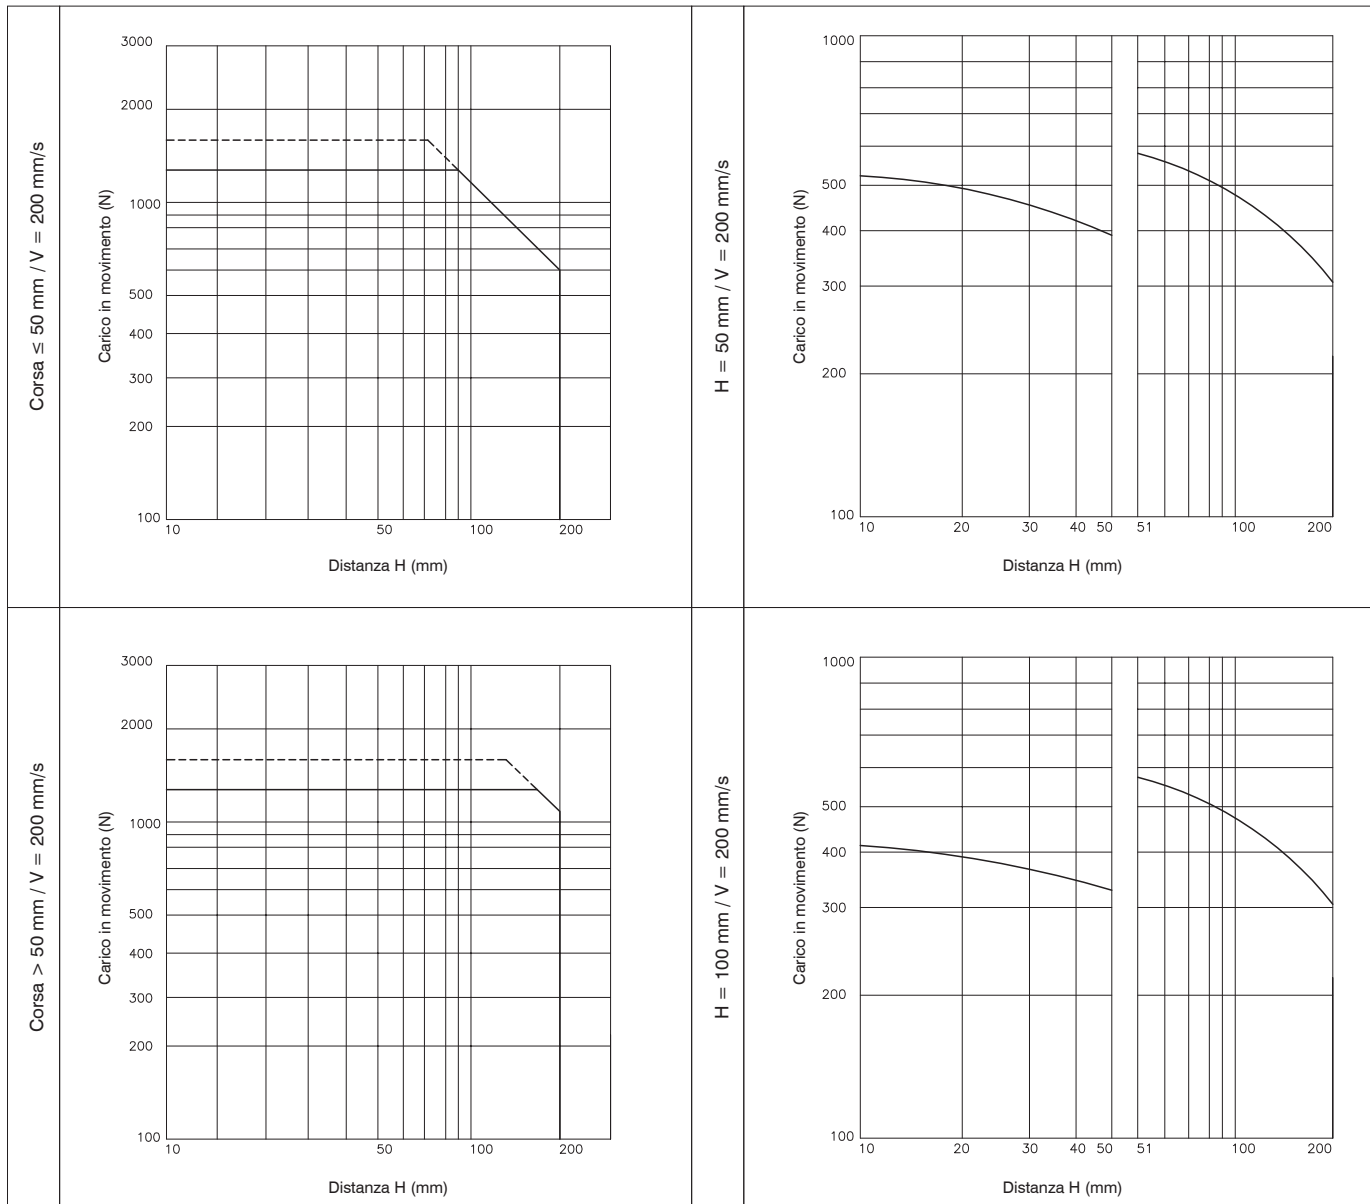 Corsa ≤ 50 mm / V = 200 mm/s
Carico in movimento (N)
3000
2000
1000
500
400
300
200
100
10 50 100 200
Distanza H (mm)
H = 50 mm / V = 200 mm/s
Carico in movimento (N)
1000
500
400
300
200
100
10 20 30 40 50 51 100 200
Distanza H (mm)
Corsa > 50 mm / V = 200 mm/s
Carico in movimento (N)
3000
2000
1000
500
400
300
200
100
10 50 100 200
Distanza H (mm)
H = 100 mm / V = 200 mm/s
Carico in movimento (N)
1000
500
400
300
200
100
10 20 30 40 50 51 100 200
Distanza H (mm)